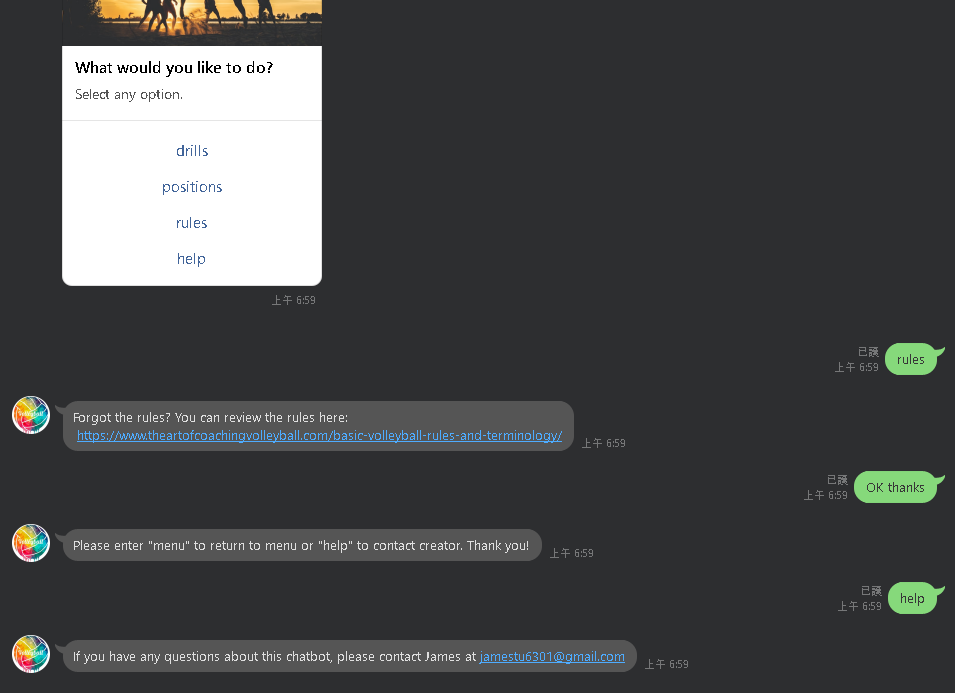 What would you like to do?
Select any option.
drills
positions
rules
help
上午 6:59
已讀
上午 6:59
rules
Forgot the rules? You can review the rules here:
https://www.theartofcoachingvolleyball.com/basic-volleyball-rules-and-terminology/
上午 6:59
已讀
上午 6:59
OK thanks
Please enter "menu" to return to menu or "help" to contact creator. Thank you!
上午 6:59
已讀
上午 6:59
help
If you have any questions about this chatbot, please contact James at jamestu6301@gmail.com
上午 6:59